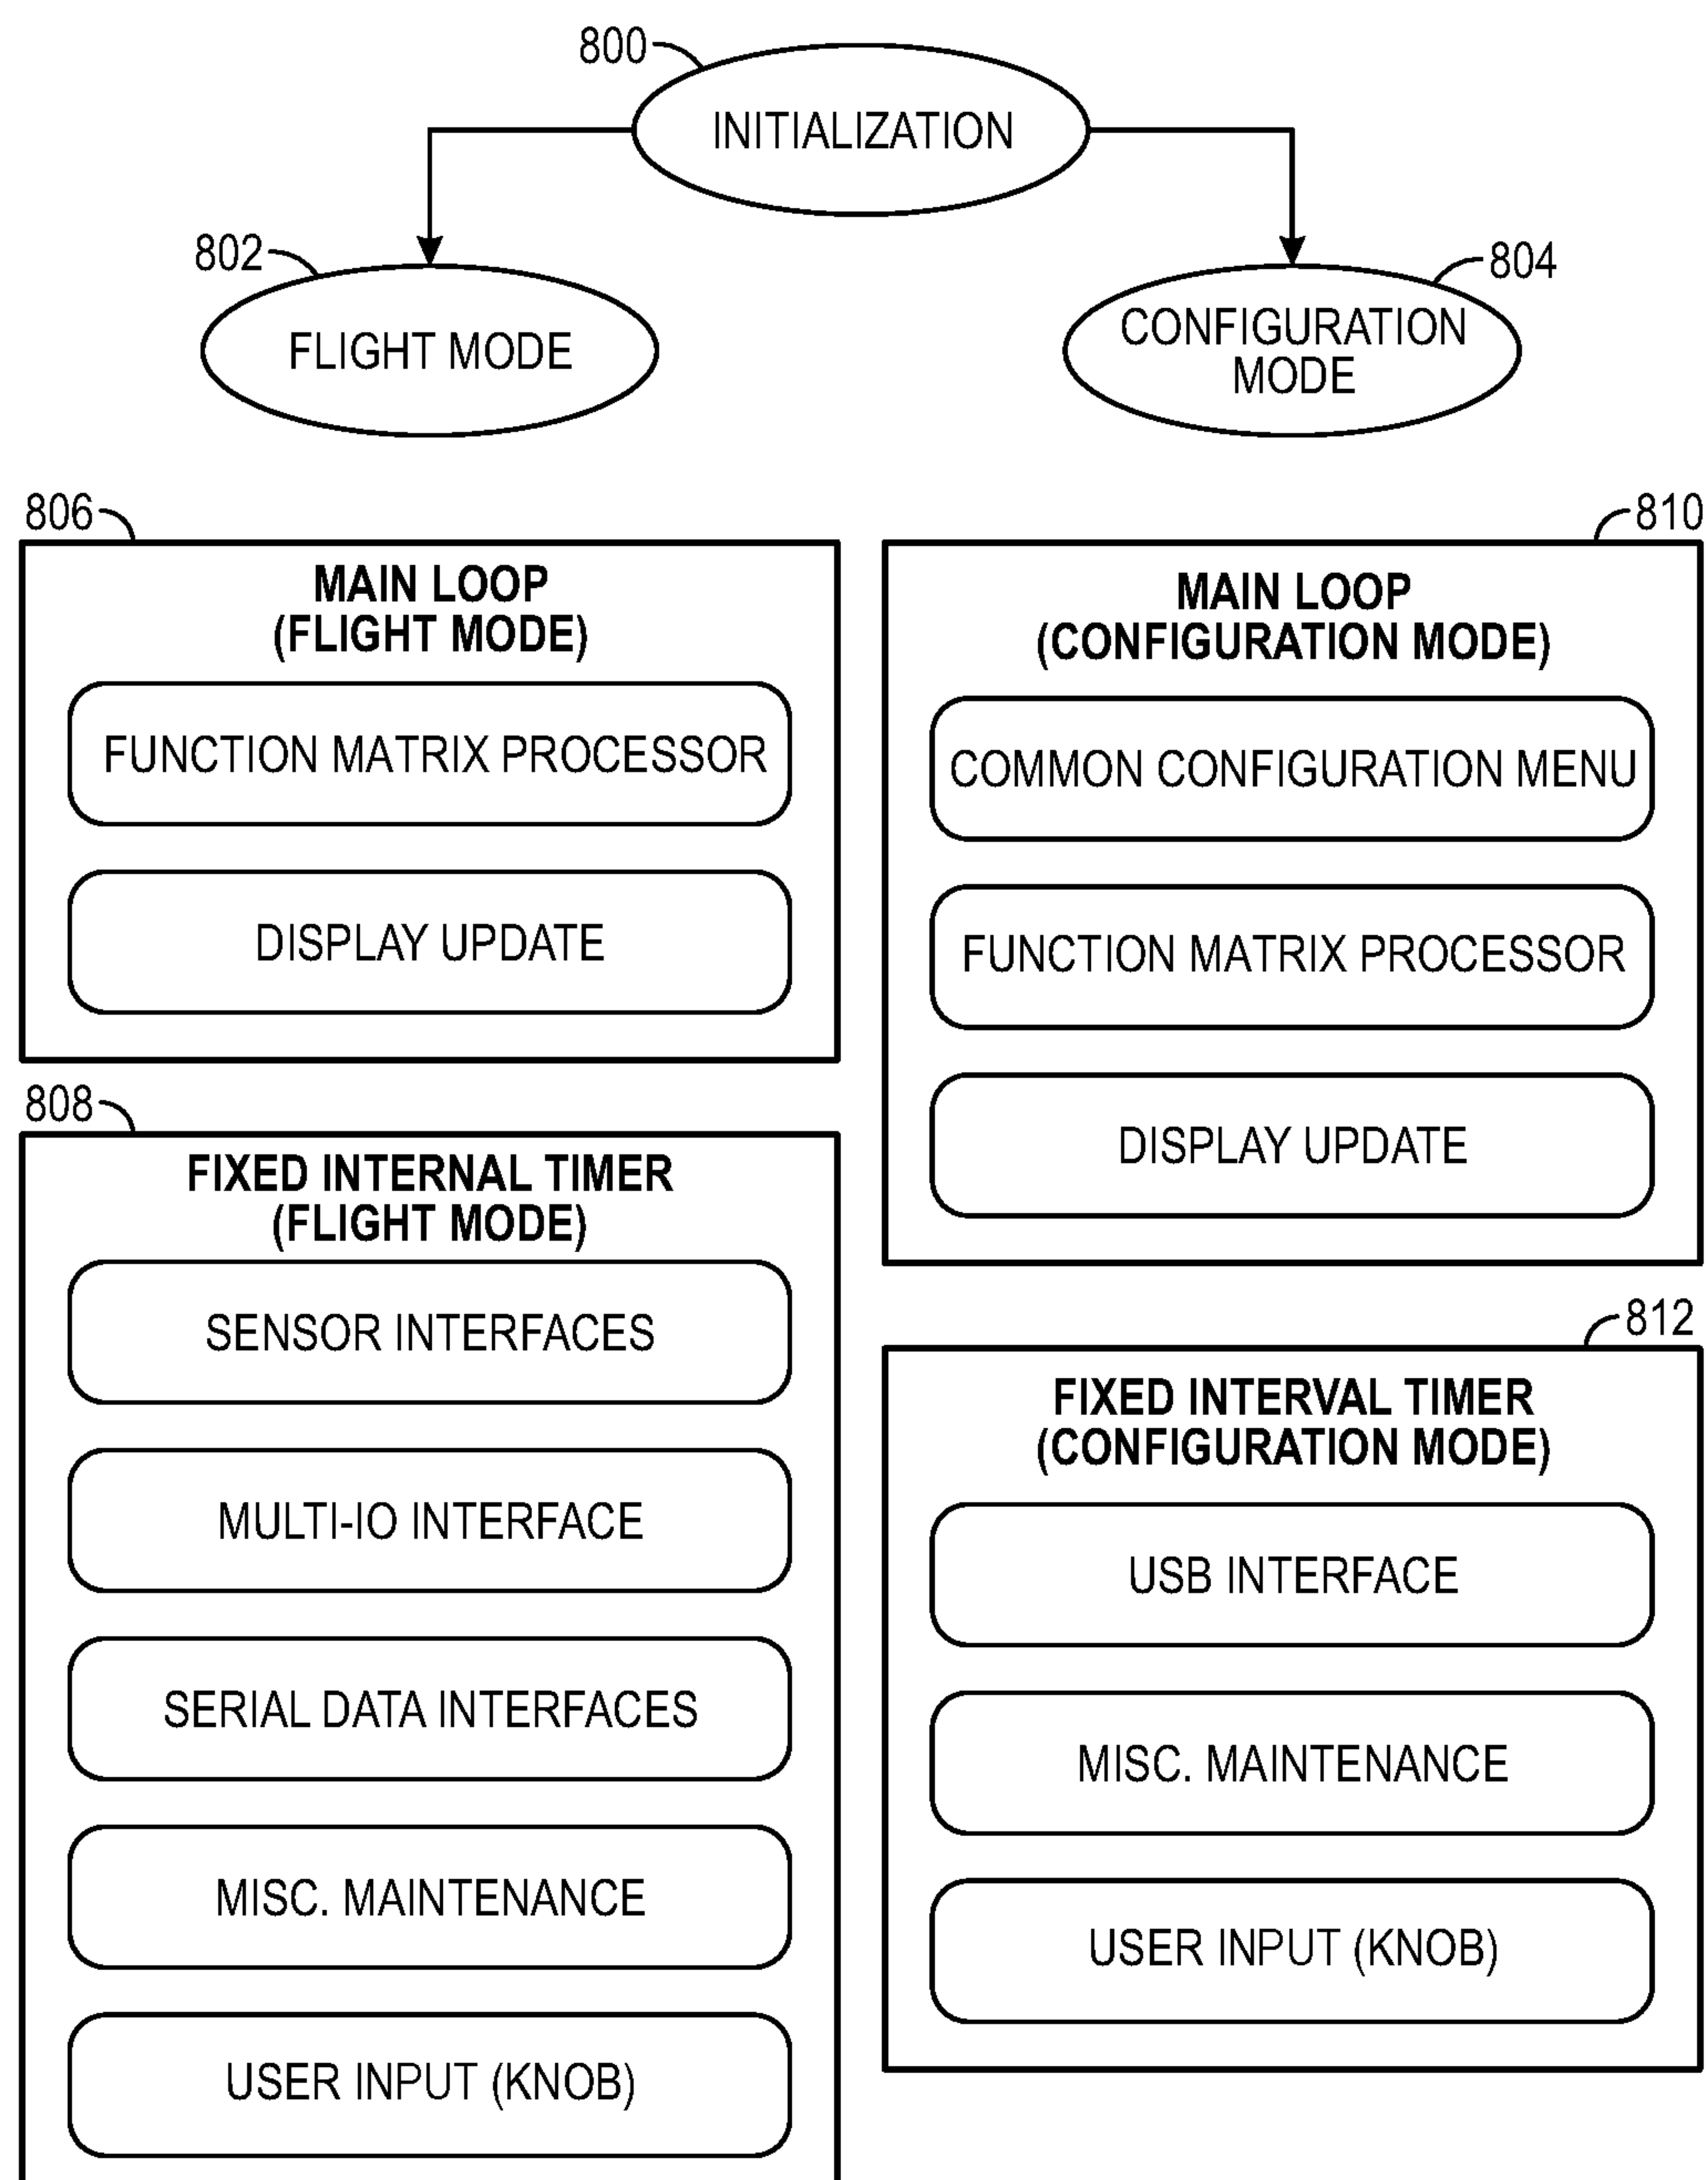 800
INITIALIZATION
802
FLIGHT MODE
804
CONFIGURATION
MODE
806
MAIN LOOP
(FLIGHT MODE)
FUNCTION MATRIX PROCESSOR
DISPLAY UPDATE
808
FIXED INTERNAL TIMER
(FLIGHT MODE)
SENSOR INTERFACES
MULTI-IO INTERFACE
SERIAL DATA INTERFACES
MISC. MAINTENANCE
USER INPUT (KNOB)
810
MAIN LOOP
(CONFIGURATION MODE)
COMMON CONFIGURATION MENU
FUNCTION MATRIX PROCESSOR
DISPLAY UPDATE
812
FIXED INTERVAL TIMER
(CONFIGURATION MODE)
USB INTERFACE
MISC. MAINTENANCE
USER INPUT (KNOB)